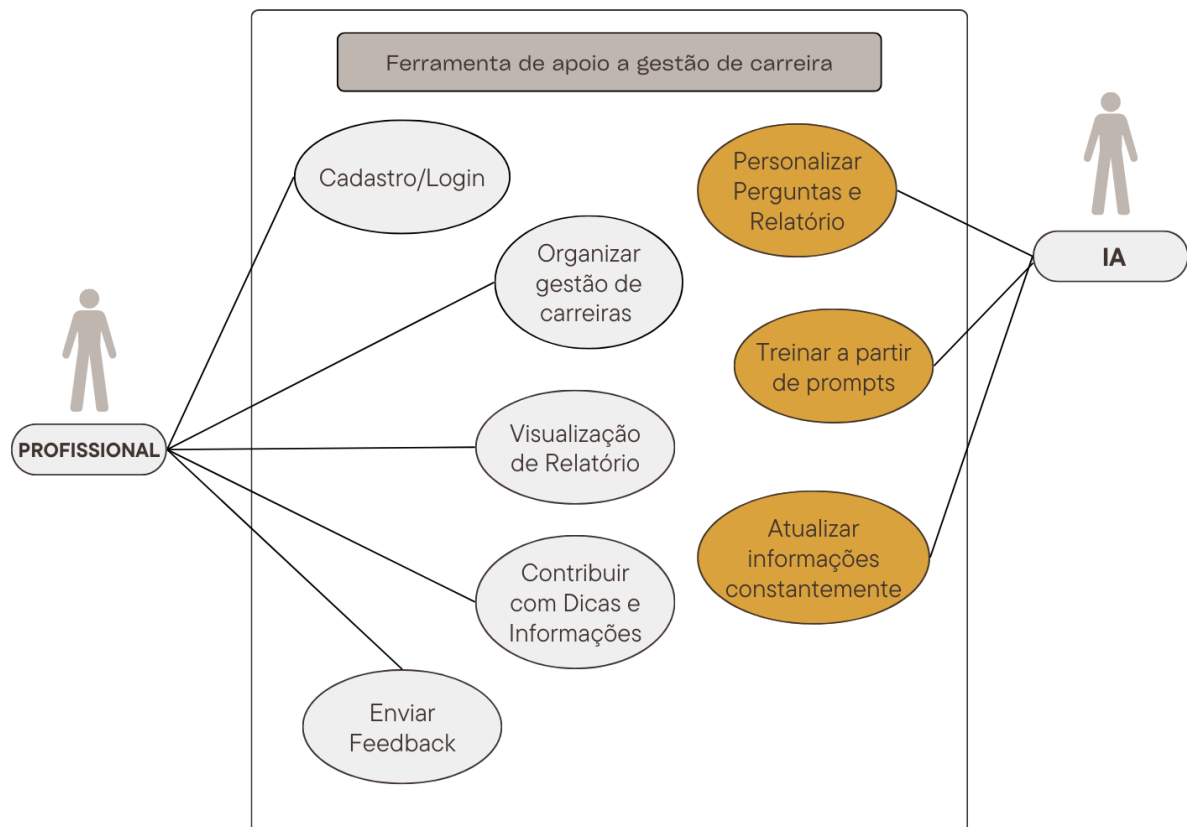 Ferramenta de apoio a gestão de carreira
Cadastro/Login
Organizar
gestão de
carreiras
Visualização
de Relatório
Contribuir
com Dicas e
Informações
Enviar
Feedback
PROFISSIONAL
Personalizar
Perguntas e
Relatório
Treinar a partir
de prompts
Atualizar
informações
constantemente
IA